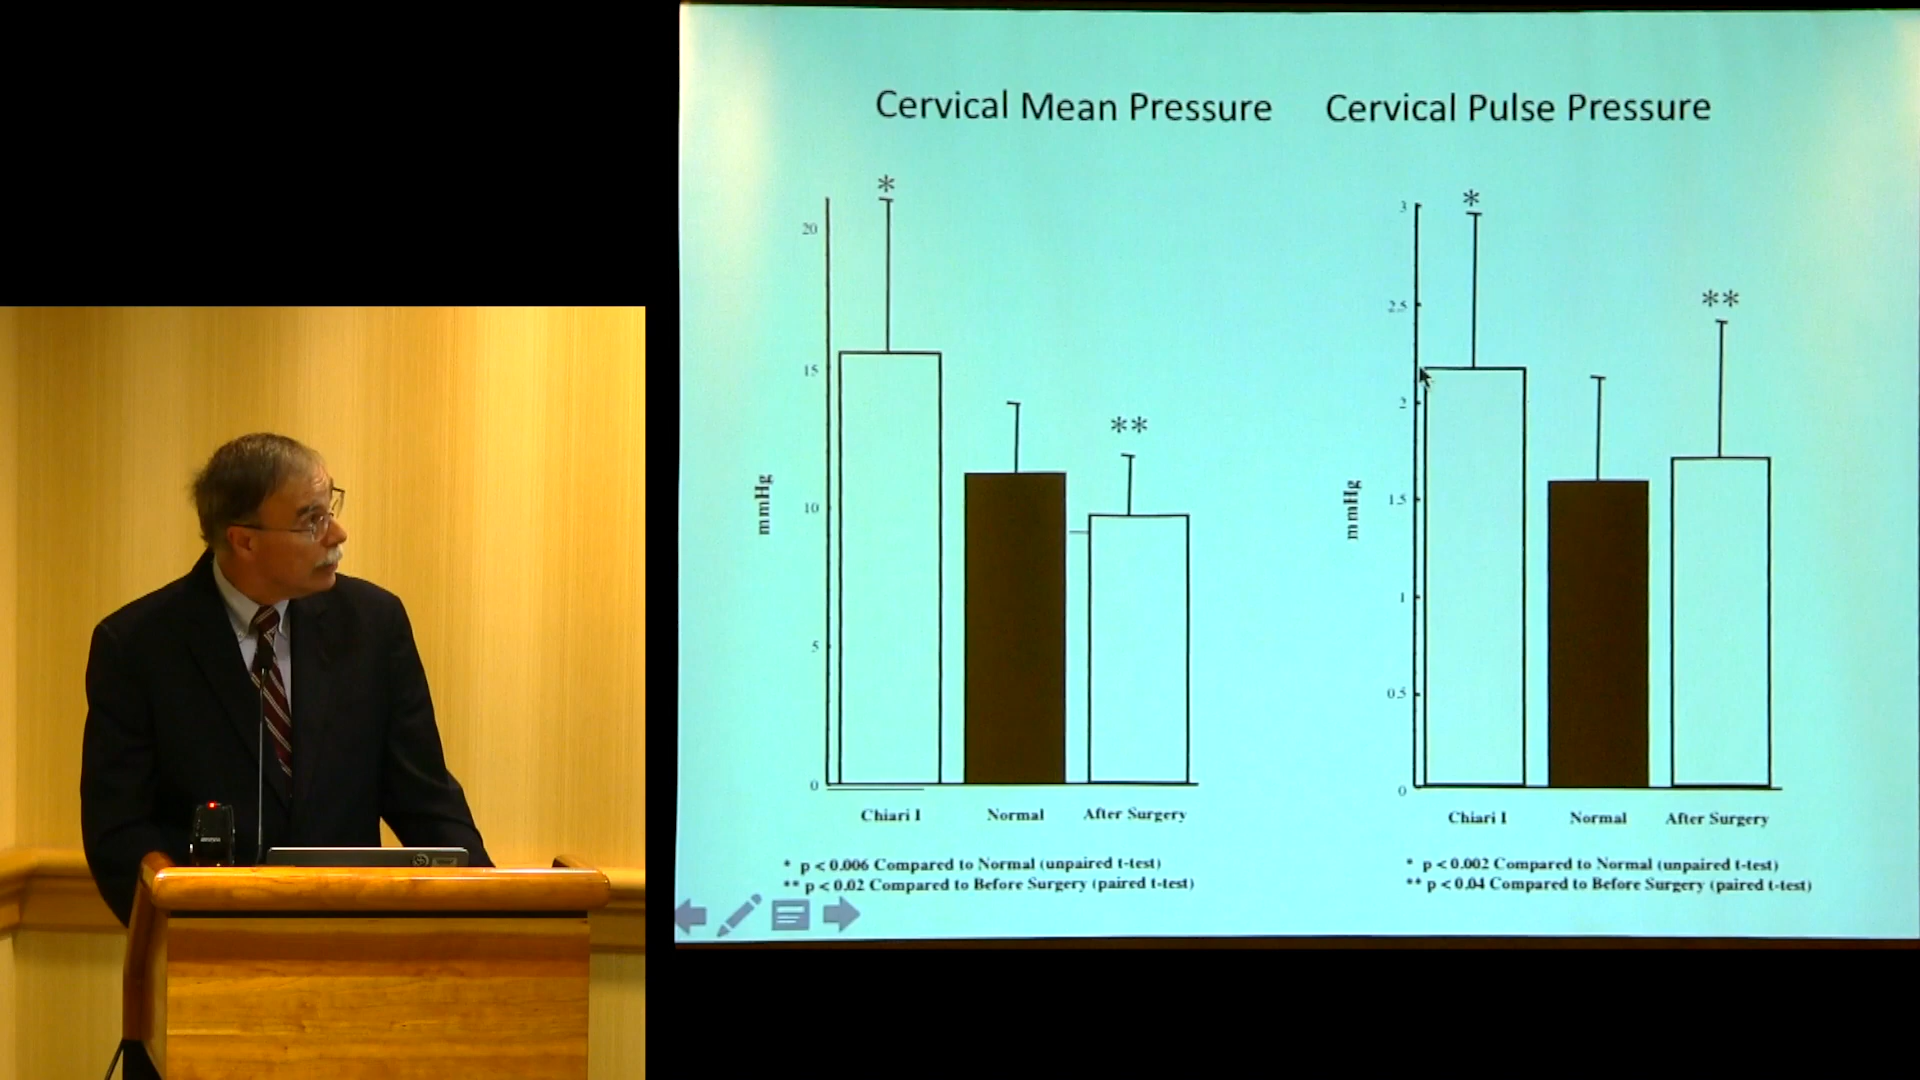 Cervical Mean Pressure
Cervical Pulse Pressure
*
20
15
**
mmHg
10
5
0
Chiari I
Normal
After Surgery
* p < 0.006 Compared to Normal (unpaired t-test)
** p < 0.02 Compared to Before Surgery (paired t-test)
*
3
**
2.5
2
mmHg
1.5
1
0.5
0
Chiari I
Normal
After Surgery
* p < 0.002 Compared to Normal (unpaired t-test)
** p < 0.04 Compared to Before Surgery (paired t-test)